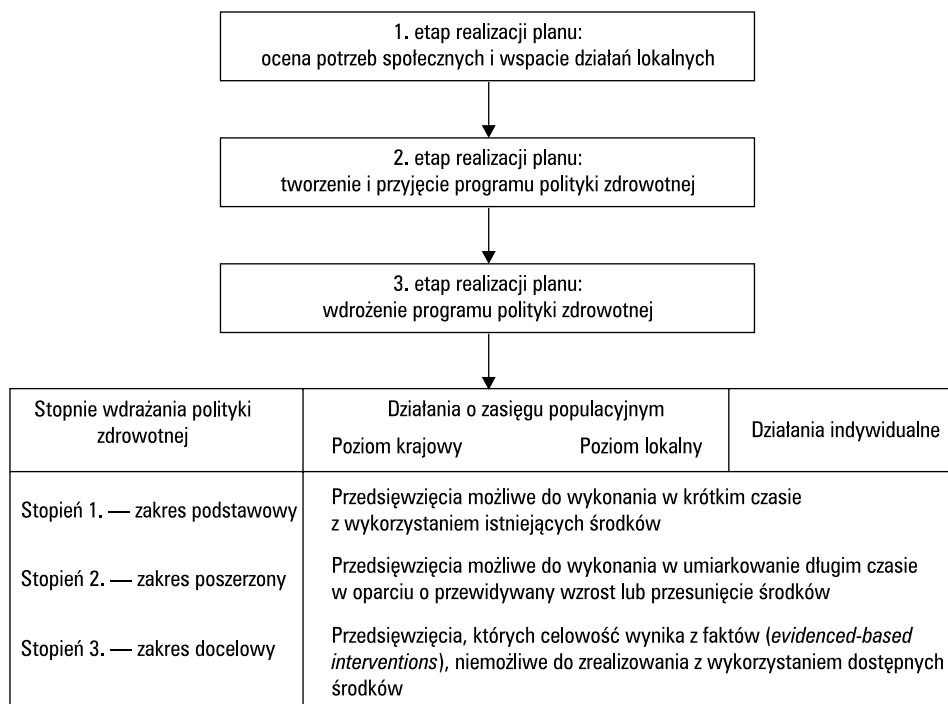 1. etap realizacji planu:
ocena potrzeb społecznych i wspacie działań lokalnych
2. etap realizacji planu:
tworzenie i przyjęcie programu polityki zdrowotnej
3. etap realizacji planu:
wdrożenie programu polityki zdrowotnej
Stopnie wdrażania polityki
zdrowotnej
Działania o zasięgu populacyjnym
Poziom krajowy Poziom lokalny
Działania indywidualne
Stopień 1. — zakres podstawowy
Przedsięwzięcia możliwe do wykonania w krótkim czasie
z wykorzystaniem istniejących środków
Stopień 2. — zakres poszerzony
Przedsięwzięcia możliwe do wykonania w umiarkowanie długim czasie
w oparciu o przewidywany wzrost lub przesunięcie środków
Stopień 3. — zakres docelowy
Przedsięwzięcia, których celowość wynika z faktów (evidenced-based
interventions), niemożliwe do zrealizowania z wykorzystaniem dostępnych
środków